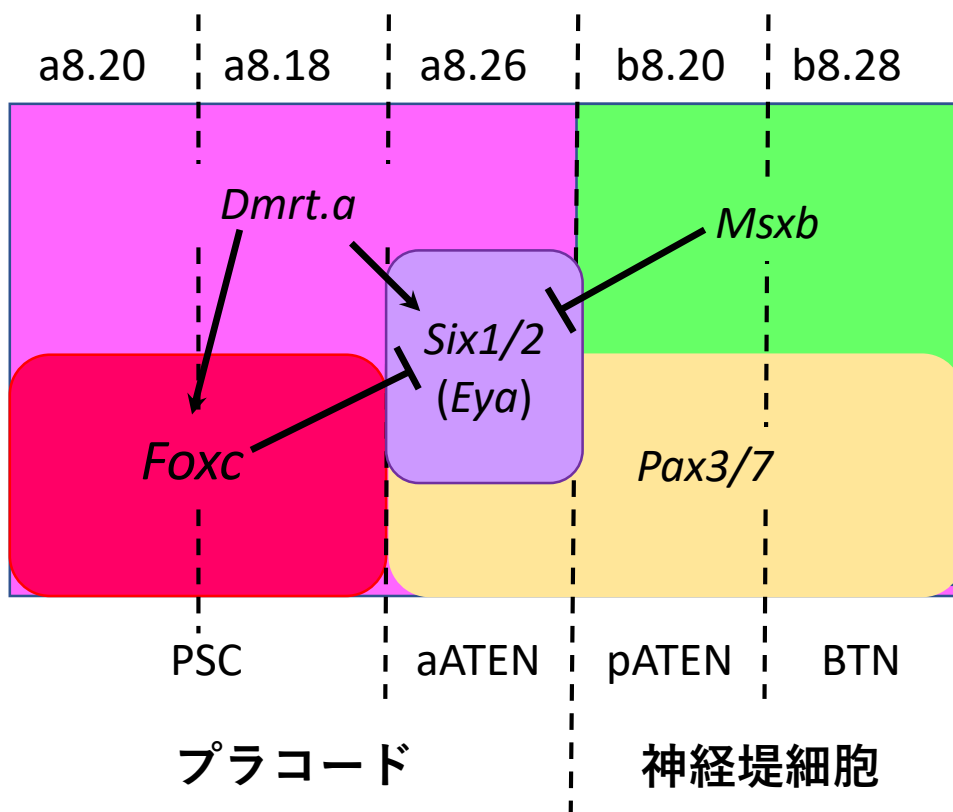 a8.20 a8.18 a8.26 b8.20 b8.28
Dmrt.a
Msxb
Six1/2
(Eya)
Foxc
Pax3/7
PSC aATEN pATEN BTN
プラコード 神経堤細胞